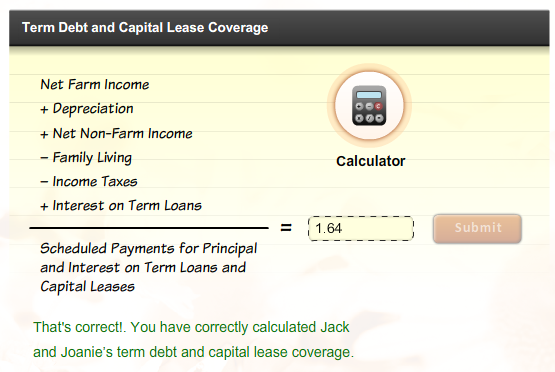 Term Debt and Capital Lease Coverage
Net Farm Income
+ Depreciation
+ Net Non-Farm Income
– Family Living
– Income Taxes
+ Interest on Term Loans
Calculator
= 1.64 Submit
Scheduled Payments for Principal
and Interest on Term Loans and
Capital Leases
That's correct!. You have correctly calculated Jack
and Joanie's term debt and capital lease coverage.